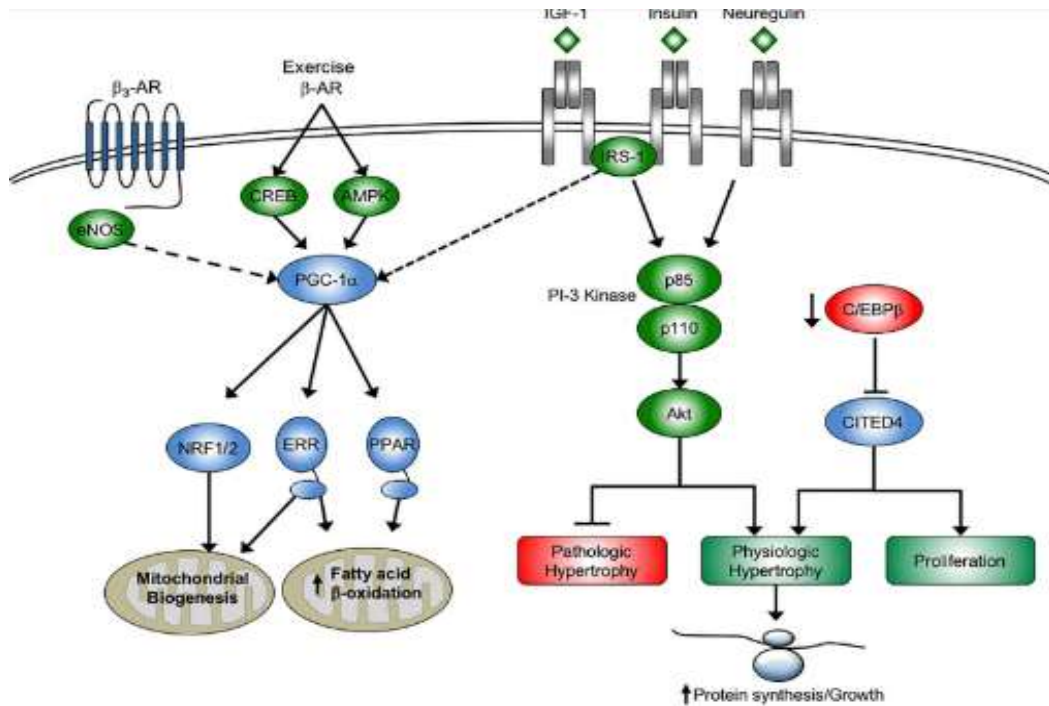 IGF-1
Insulin
Neuregulin
Exercise
β-AR
β₃-AR
IRS-1
CREB
AMPK
eNOS
PGC-1α
p85
PI-3 Kinase
p110
C/EBPβ
Akt
CITED4
NRF1/2
ERR
PPAR
Pathologic
Hypertrophy
Physiologic
Hypertrophy
Proliferation
Mitochondrial
Biogenesis
Fatty acid
β-oxidation
Protein synthesis/Growth